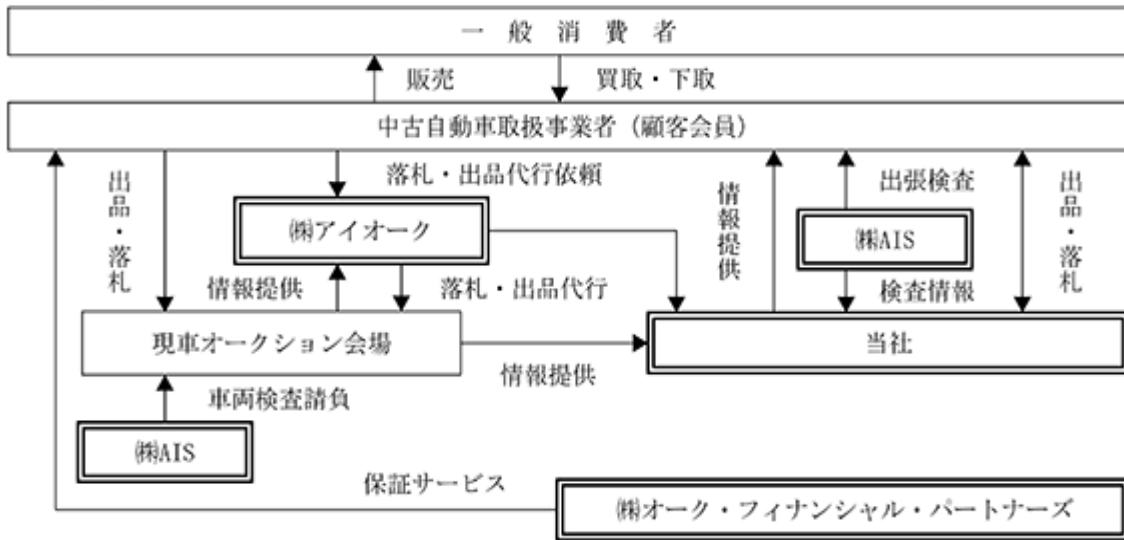 一般消費者
販売
買取・下取
中古自動車取扱事業者（顧客会員）
出品・落札
落札・出品代行依頼
情報提供
出張検査
出品・落札
㈱アイオーク
㈱AIS
情報提供
落札・出品代行
検査情報
現車オークション会場
情報提供
当社
車両検査請負
㈱AIS
保証サービス
㈱オーク・フィナンシャル・パートナーズ